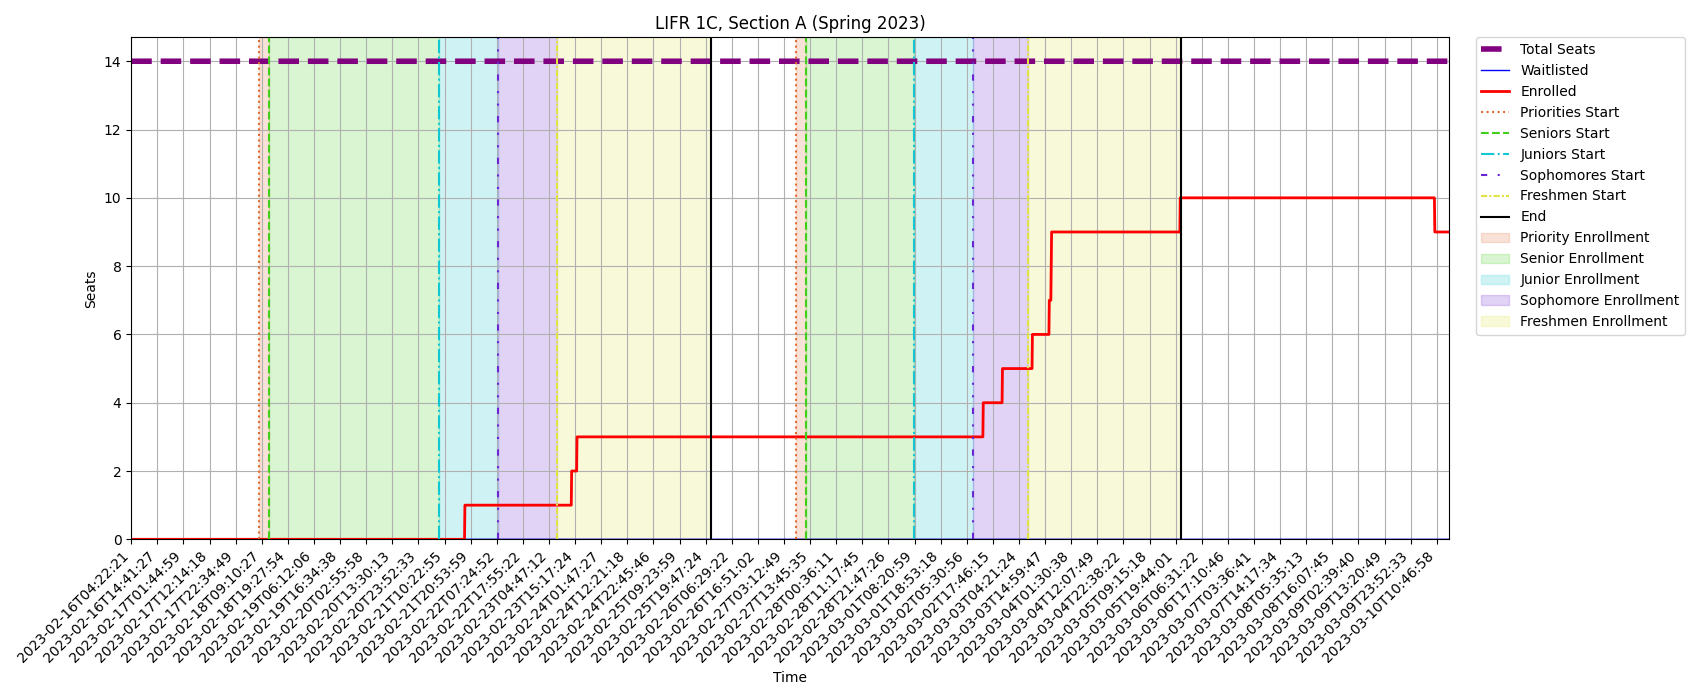 LIFR 1C, Section A (Spring 2023)
Total Seats
Waitlisted
Enrolled
Priorities Start
Seniors Start
Juniors Start
Sophomores Start
Freshmen Start
End
Priority Enrollment
Senior Enrollment
Junior Enrollment
Sophomore Enrollment
Freshmen Enrollment
Seats
14
12
10
8
6
4
2
0
2023-02-16T04:22:21
2023-02-16T14:41:27
2023-02-17T01:44:59
2023-02-17T12:14:18
2023-02-17T22:34:49
2023-02-18T09:10:27
2023-02-18T19:27:54
2023-02-19T06:12:06
2023-02-19T16:34:38
2023-02-20T02:55:58
2023-02-20T13:30:13
2023-02-20T23:52:33
2023-02-21T10:22:55
2023-02-21T20:53:59
2023-02-22T07:24:52
2023-02-22T17:55:22
2023-02-23T04:47:12
2023-02-23T15:17:24
2023-02-24T01:47:27
2023-02-24T12:21:18
2023-02-24T22:45:46
2023-02-25T09:23:59
2023-02-25T19:47:24
2023-02-26T06:29:22
2023-02-26T16:51:02
2023-02-27T03:12:49
2023-02-27T13:45:35
2023-02-28T00:36:11
2023-02-28T11:17:45
2023-02-28T21:47:26
2023-03-01T08:20:59
2023-03-01T18:53:18
2023-03-02T05:30:56
2023-03-02T17:46:15
2023-03-03T04:21:24
2023-03-03T14:59:47
2023-03-04T01:30:38
2023-03-04T12:07:49
2023-03-04T22:38:22
2023-03-05T09:15:18
2023-03-05T19:44:01
2023-03-06T06:31:22
2023-03-06T17:10:46
2023-03-07T03:36:41
2023-03-07T14:17:34
2023-03-08T05:35:13
2023-03-08T16:07:45
2023-03-09T02:39:40
2023-03-09T13:20:49
2023-03-09T23:52:33
2023-03-10T10:46:58
Time